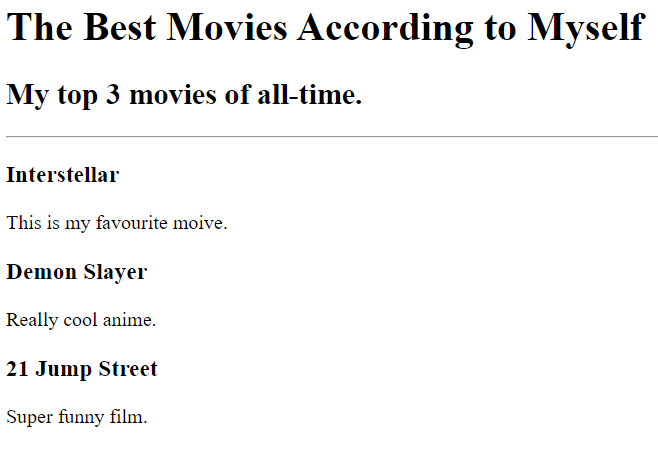 The Best Movies According to Myself
My top 3 movies of all-time.
Interstellar
This is my favourite moive.
Demon Slayer
Really cool anime.
21 Jump Street
Super funny film.